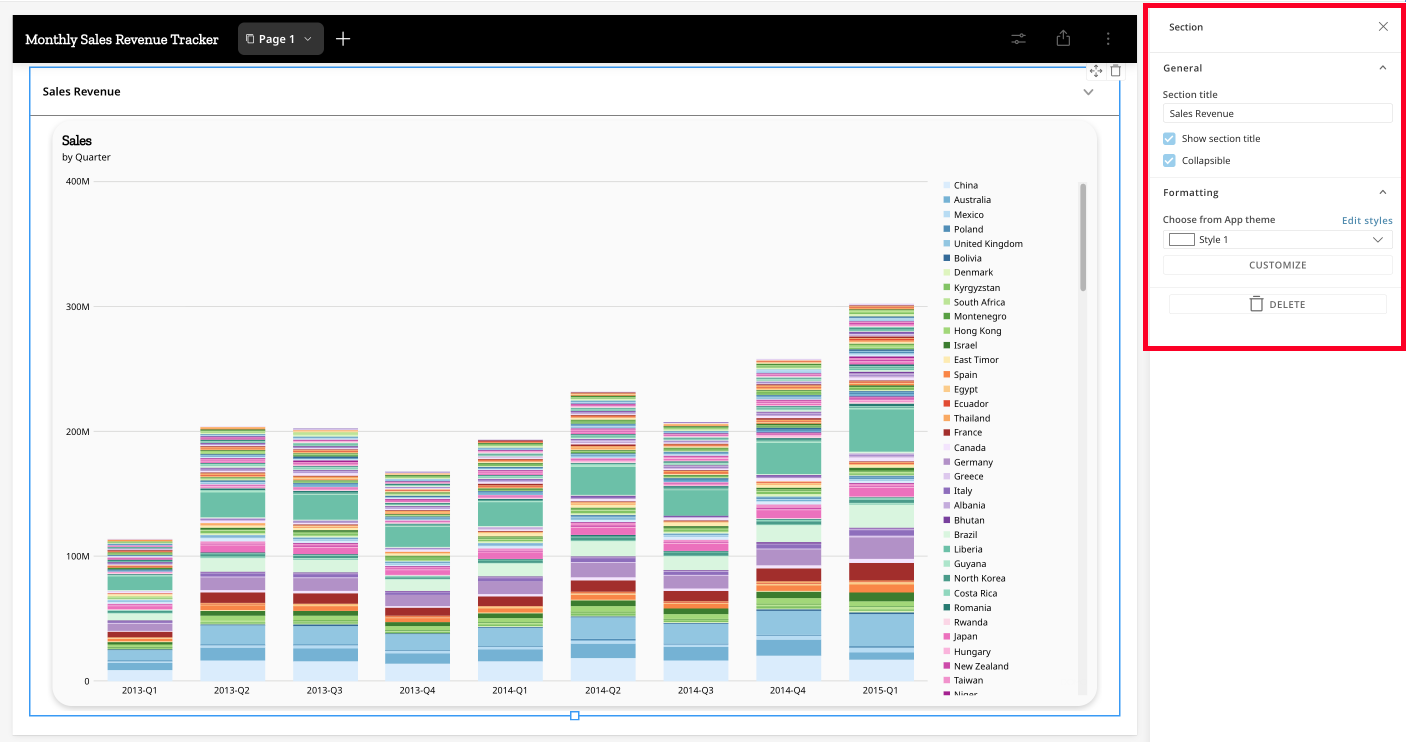 Monthly Sales Revenue Tracker
Page 1
Sales Revenue
Sales
by Quarter
400M
300M
200M
100M
0
2013-Q1 2013-Q2 2013-Q3 2013-Q4 2014-Q1 2014-Q2 2014-Q3 2014-Q4 2015-Q1
China
Australia
Mexico
Poland
United Kingdom
Bolivia
Denmark
Kyrgyzstan
South Africa
Montenegro
Hong Kong
Israel
East Timor
Spain
Egypt
Ecuador
Thailand
France
Canada
Germany
Greece
Italy
Albania
Bhutan
Brazil
Liberia
Guyana
North Korea
Costa Rica
Romania
Rwanda
Japan
Hungary
New Zealand
Taiwan
Niger
Section
General
Section title
Sales Revenue
Show section title
Collapsible
Formatting
Choose from App theme Edit styles
Style 1
CUSTOMIZE
DELETE